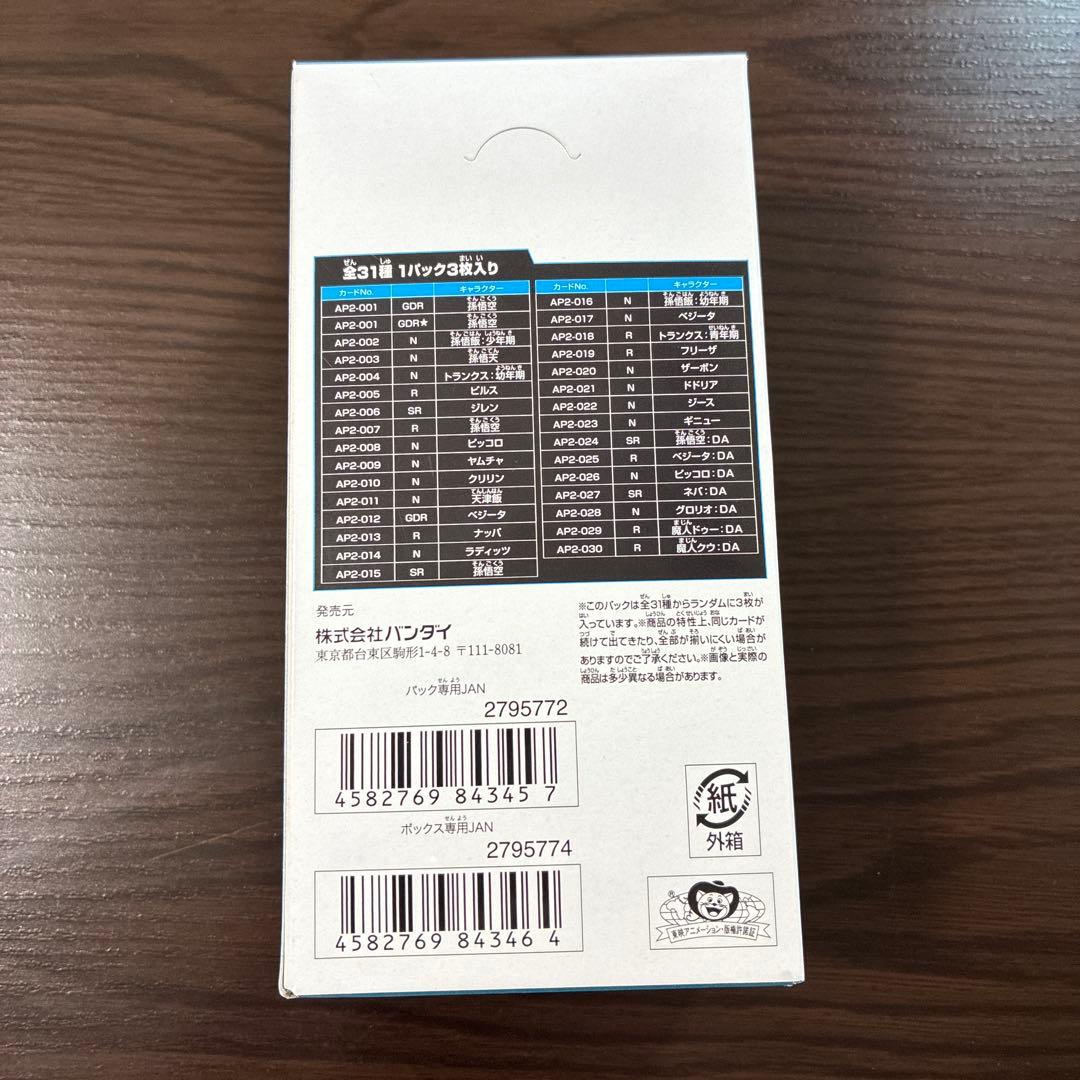 全31種 1パック3枚入り
カードNo. キャラクター
AP2-001 GDR 孫悟空
AP2-001 GDR★ 孫悟空
AP2-002 N 孫悟飯:少年期
AP2-003 N 孫悟天
AP2-004 N トランクス:幼年期
AP2-005 R ビルス
AP2-006 SR ジレン
AP2-007 R 孫悟空
AP2-008 N ピッコロ
AP2-009 N ヤムチャ
AP2-010 N クリリン
AP2-011 N 天津飯
AP2-012 GDR ベジータ
AP2-013 R ナッパ
AP2-014 N ラディッツ
AP2-015 SR 孫悟空
カードNo. キャラクター
AP2-016 N 孫悟飯:幼年期
AP2-017 N ベジータ
AP2-018 R トランクス:青年期
AP2-019 R フリーザ
AP2-020 N ザーボン
AP2-021 N ドドリア
AP2-022 N ジース
AP2-023 N ギニュー
AP2-024 SR 孫悟空:DA
AP2-025 R ベジータ:DA
AP2-026 N ピッコロ:DA
AP2-027 SR ネバ:DA
AP2-028 N グロリオ:DA
AP2-029 R 魔人ドゥー:DA
AP2-030 R 魔人クウ:DA
発売元
株式会社バンダイ
東京都台東区駒形1-4-8 〒111-8081
※このパックは全31種からランダムに3枚が
入っています。※商品の特性上、同じカードが
続けて出てきたり、全部が揃いにくい場合が
ありますのでご了承ください。※画像と実際の
商品は多少異なる場合があります。
パック専用JAN
2795772
4582769 843457
ボックス専用JAN
2795774
4582769 843464
紙
外箱
®
東映アニメーション・版権許諾証